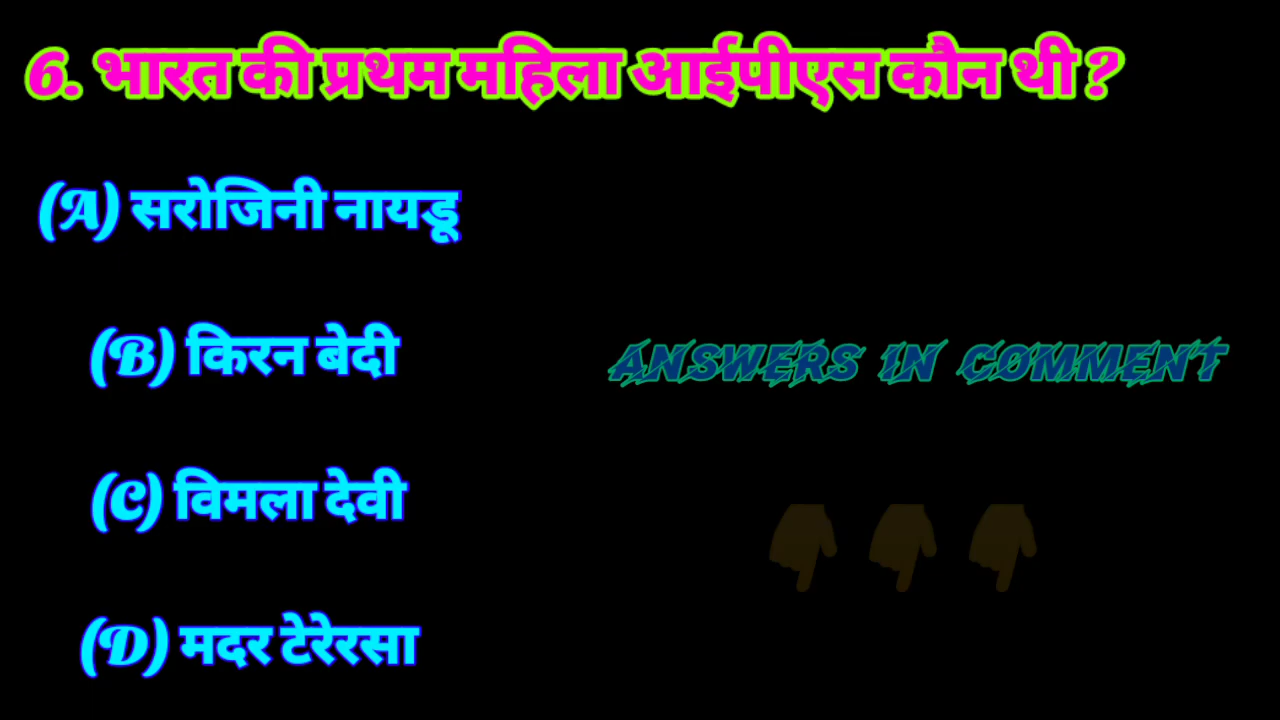 6. भारत की प्रथम महिला आईपीएस कौन थी ?
(A) सरोजिनी नायडू
(B) किरन बेदी
ANSWERS IN COMMENT
(C) विमला देवी
(D) मदर टेरेरसा